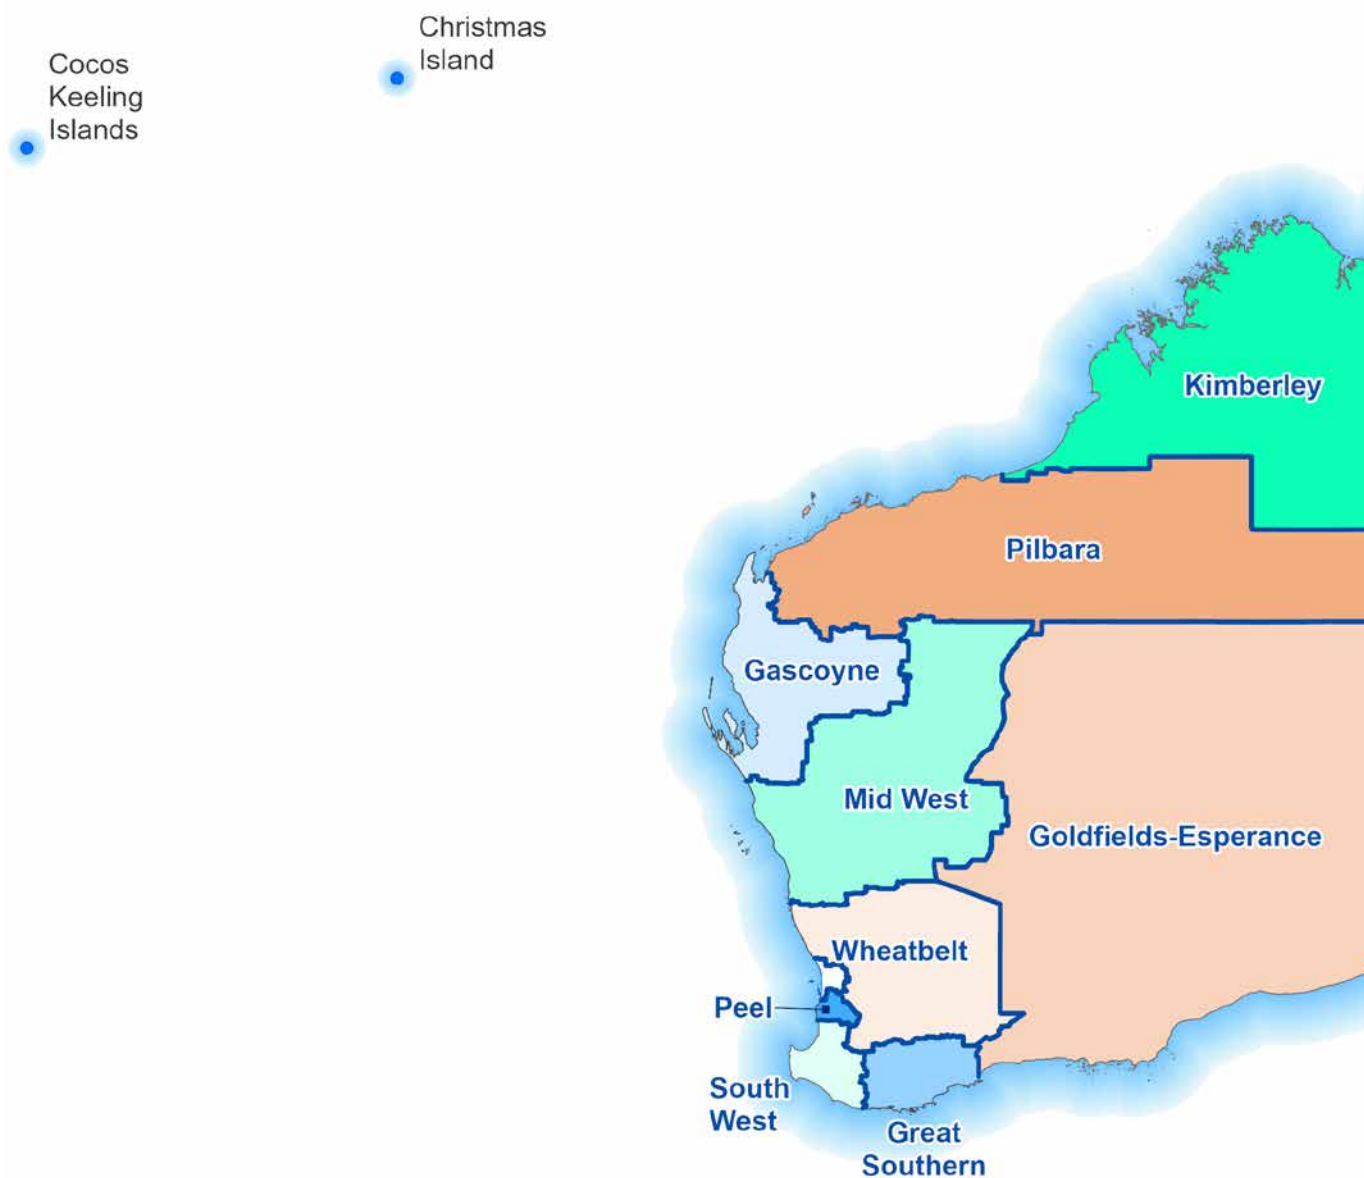 Christmas
Island
Cocos
Keeling
Islands
Kimberley
Pilbara
Gascoyne
Mid West
Goldfields-Esperance
Wheatbelt
Peel
South
West
Great
Southern